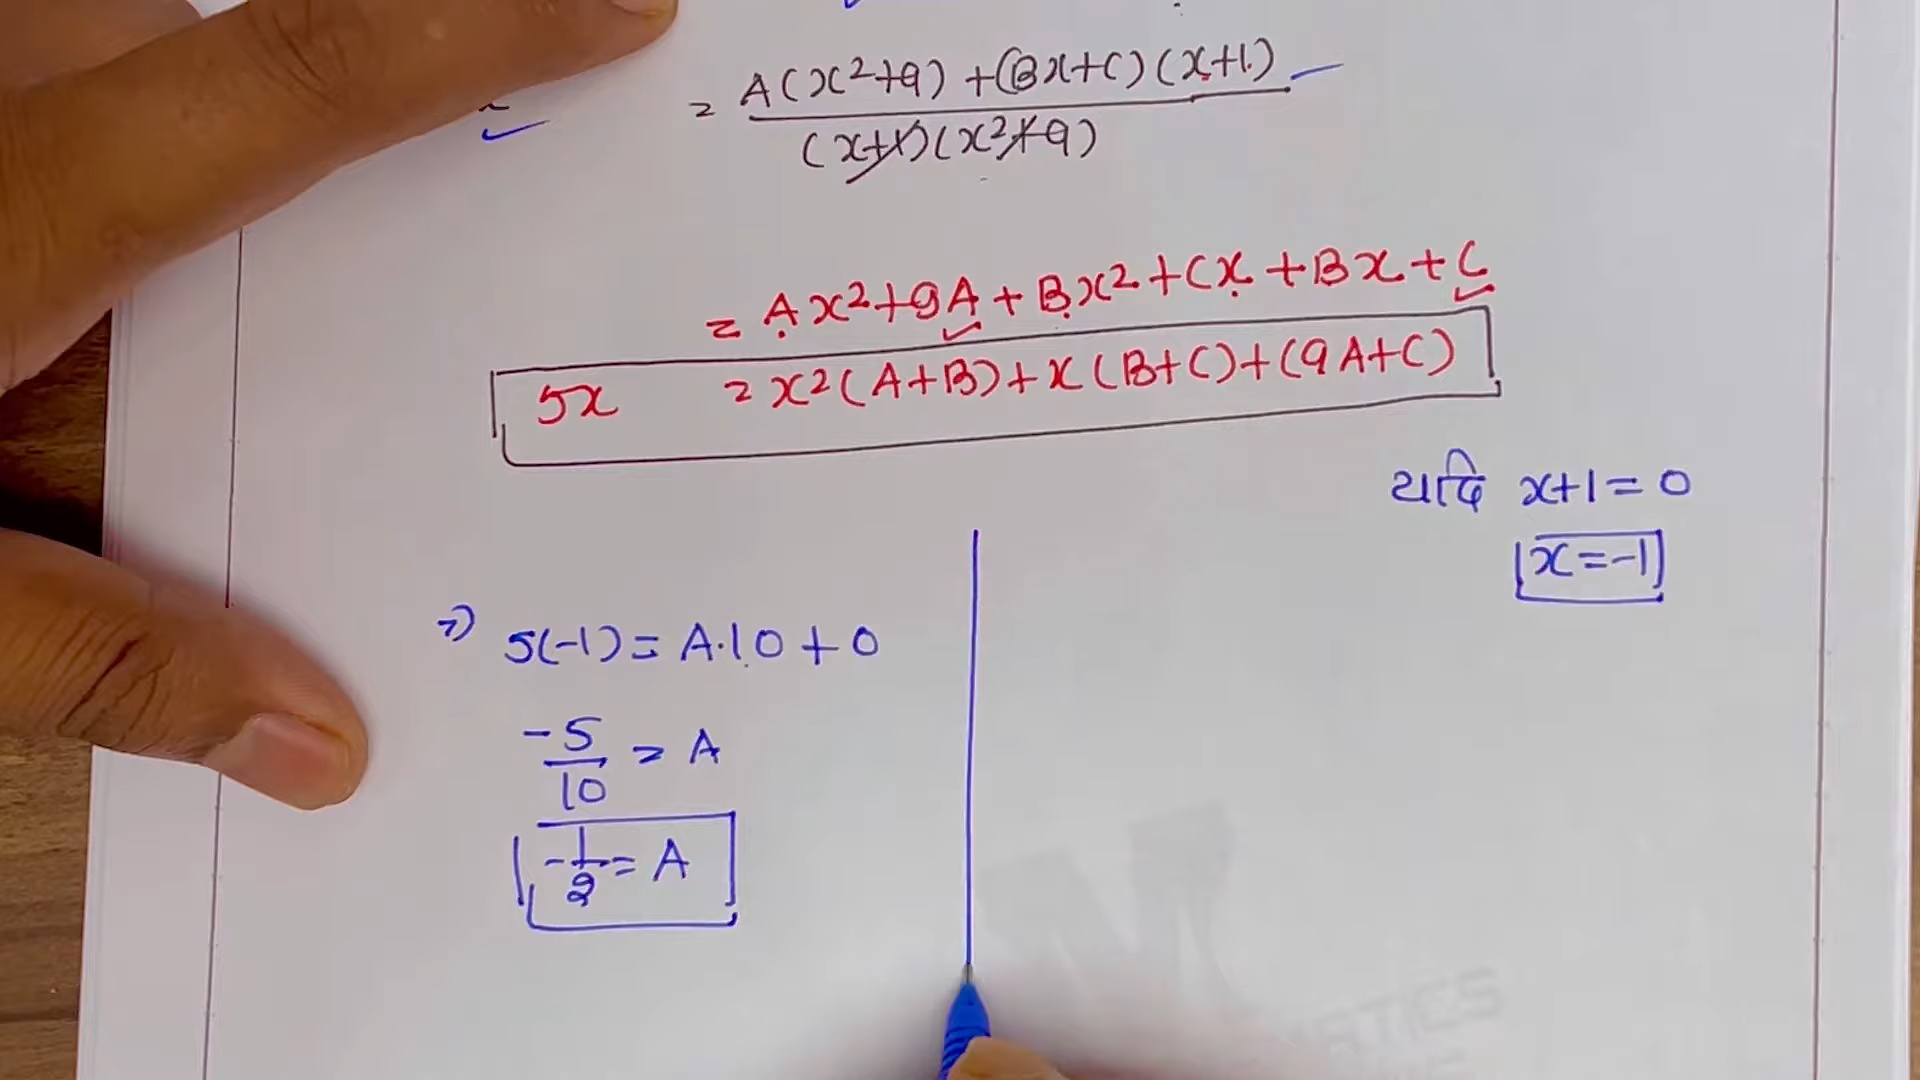 = A(x²+9) + (Bx+C)(x+1)
(x+1)(x²+9)
= Ax²+9A + Bx²+Cx + Bx + C
5x = x²(A+B)+x(B+C)+(9A+C)
यदि x+1=0
x=-1
⇒ 5(-1) = A·10 + 0
-5/10 = A
-1/2 = A